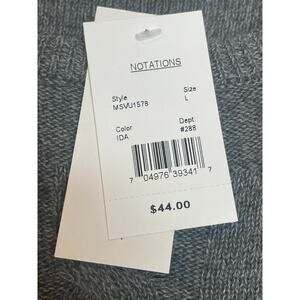 NOTATIONS
Style Size
MSVU1578 L
Color Dept.
IDA #288
7 04976 39341 7
$44.00